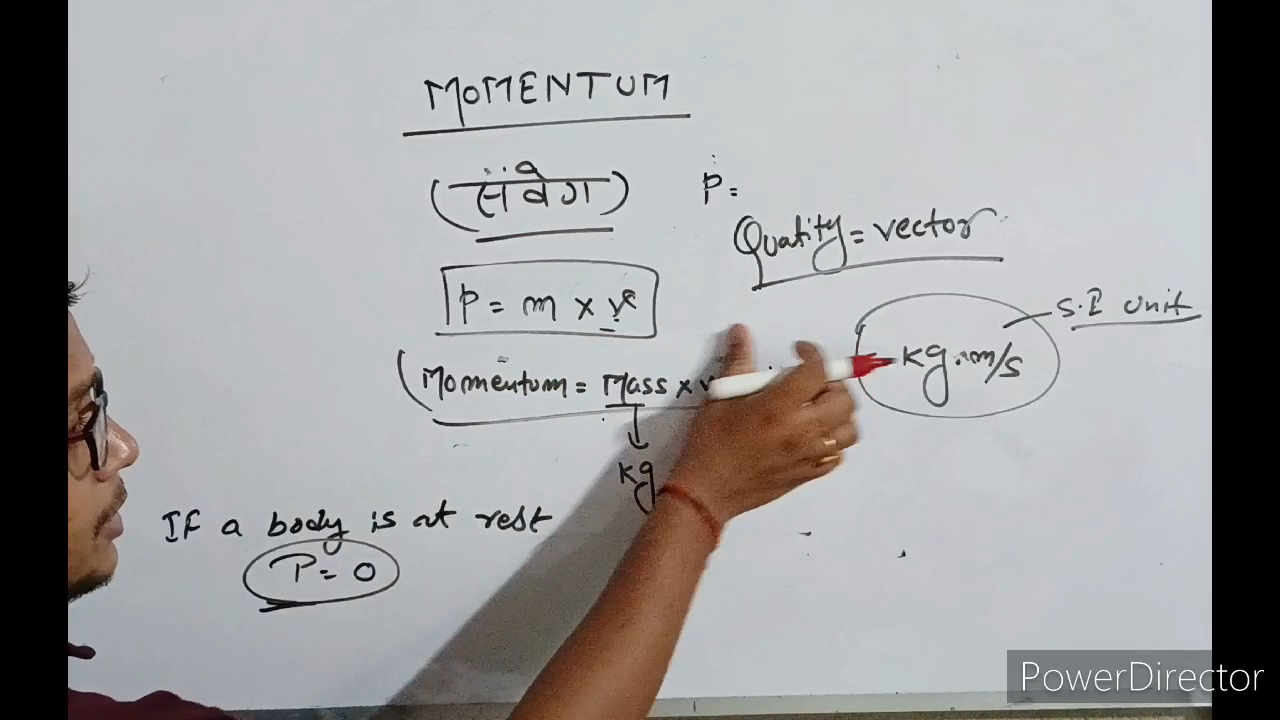 MOMENTUM
(संवेग)
P =
Quatity = vector
P = m × v
S.I unit
kg.m/s
(Momentum = Mass ×
kg
If a body is at rest
P = 0
PowerDirector